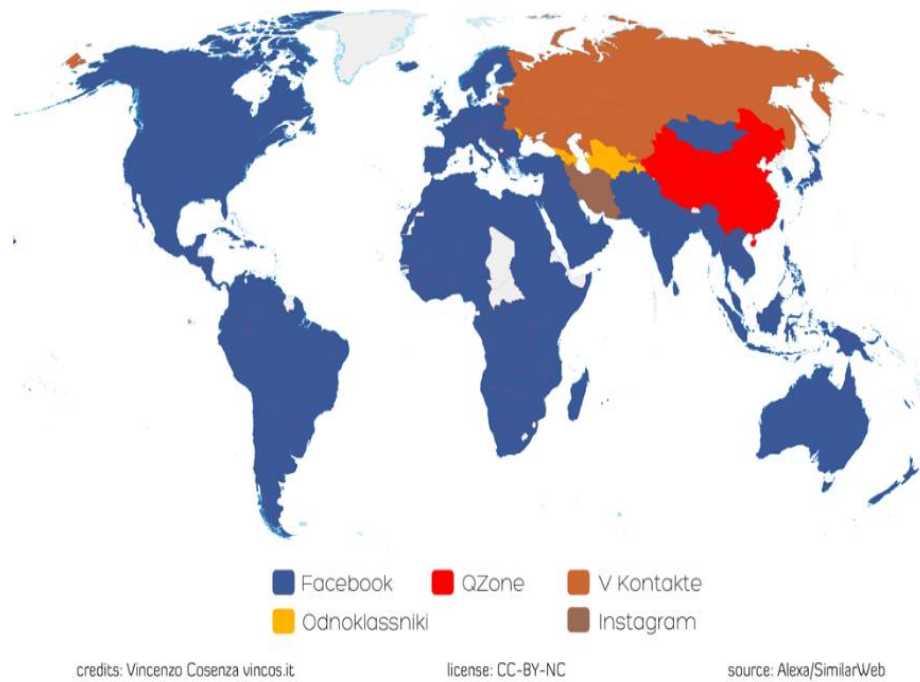 Facebook QZone V Kontakte
Odnoklassniki Instagram
credits: Vincenzo Cosenza vincos.it license: CC-BY-NC source: Alexa/SimilarWeb